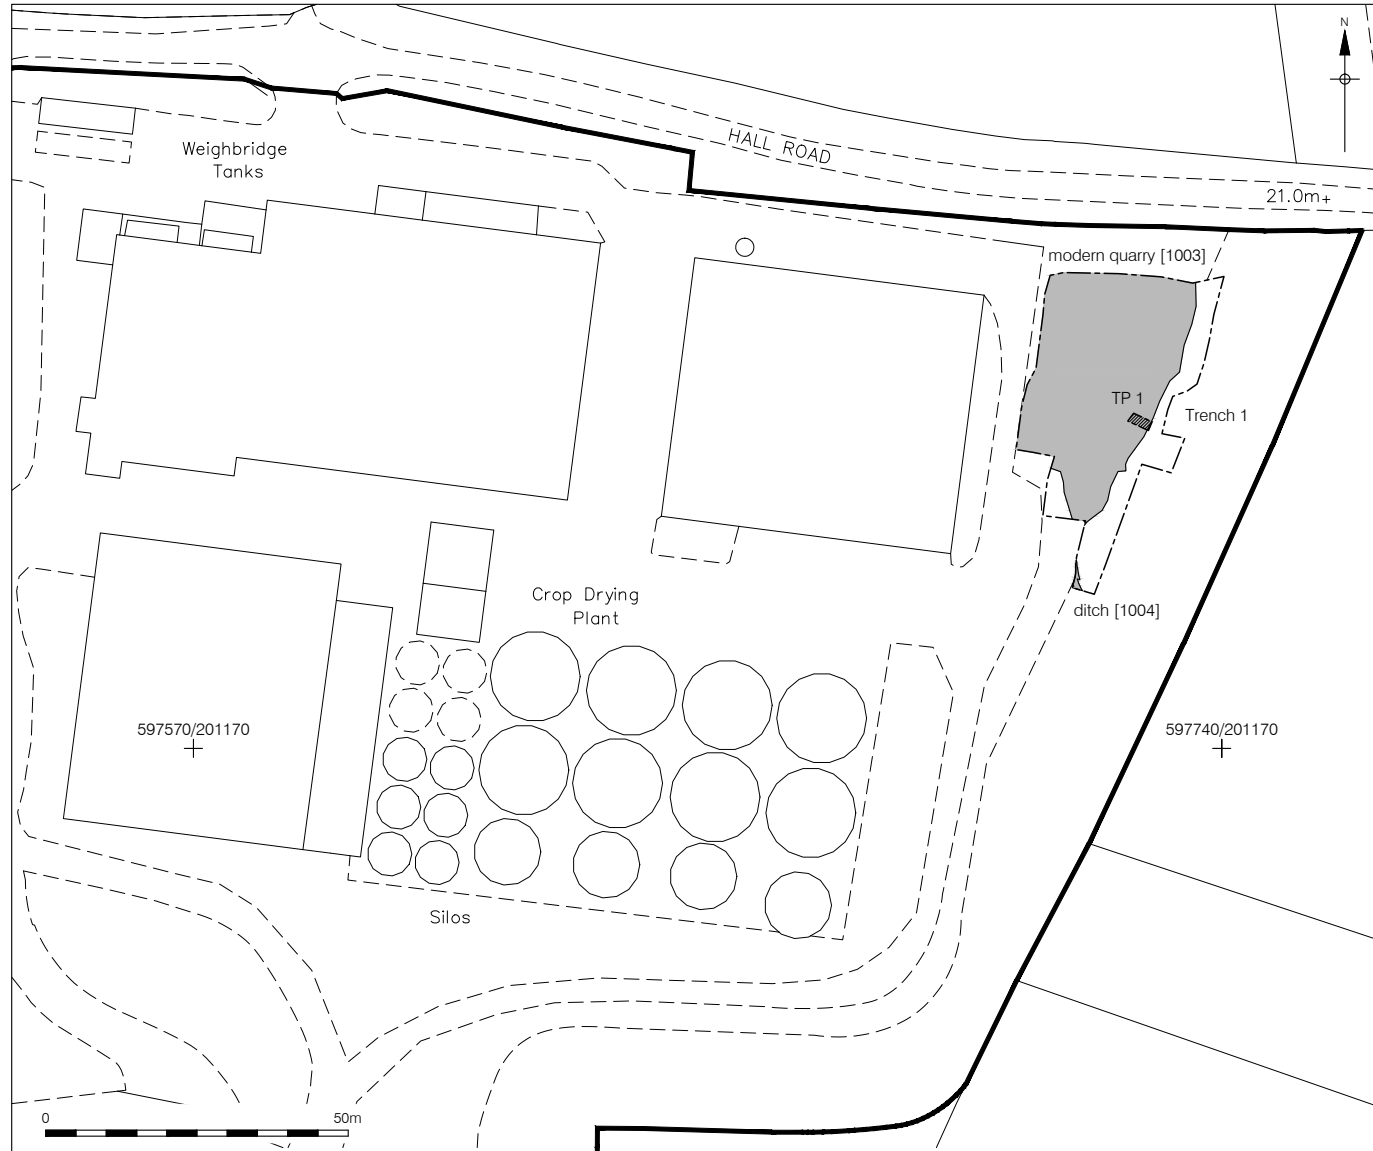 N
HALL ROAD
Weighbridge
Tanks
21.0m+
modern quarry [1003]
TP 1
Trench 1
Crop Drying
Plant
ditch [1004]
597570/201170
597740/201170
Silos
0 50m